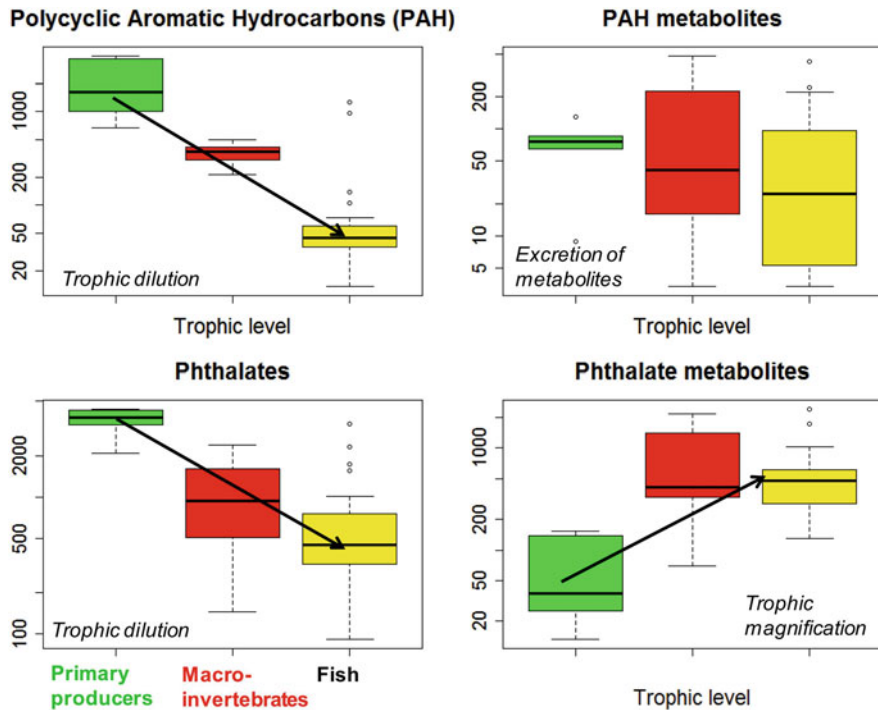 Polycyclic Aromatic Hydrocarbons (PAH)
1000
200
50
20
Trophic dilution
Trophic level
PAH metabolites
200
50
10
5
Excretion of
metabolites
Trophic level
Phthalates
2000
500
100
Trophic dilution
Primary
producers
Macro-
invertebrates
Fish
Phthalate metabolites
1000
200
50
20
Trophic
magnification
Trophic level